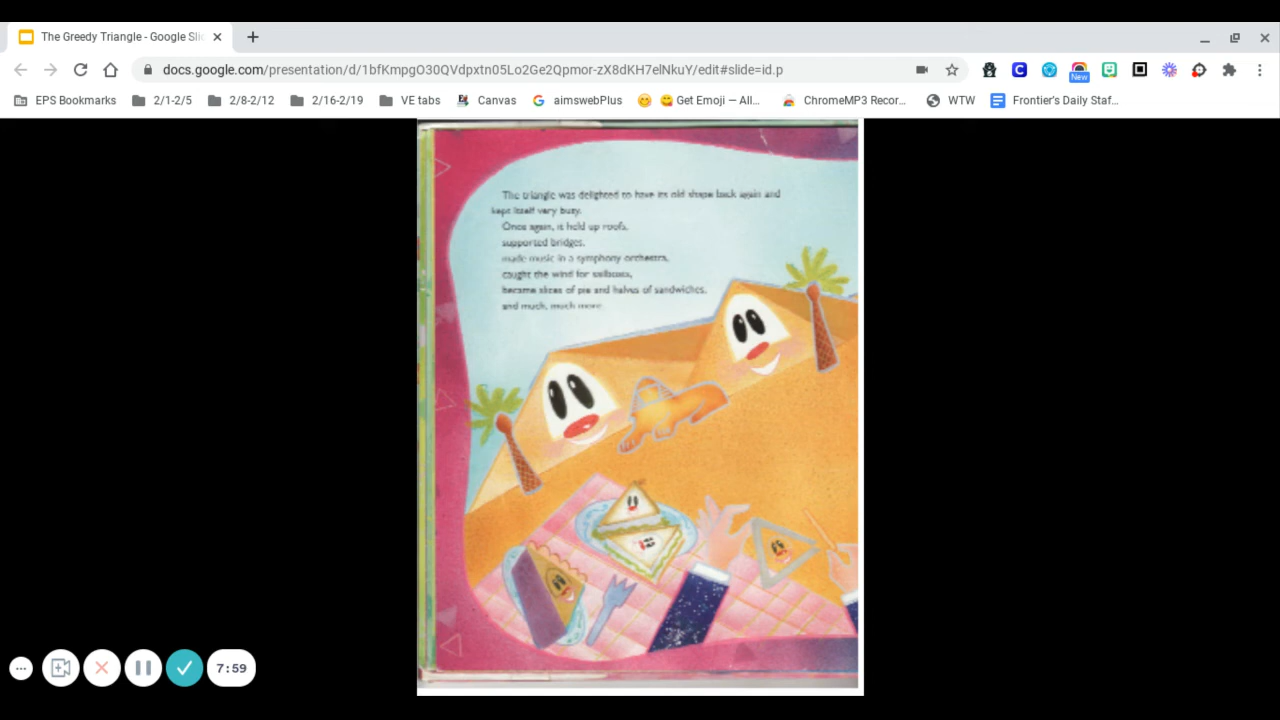 The Greedy Triangle - Google Slic
docs.google.com/presentation/d/1bfKmpqO30QVdpxtn05Lo2Ge2Qpmor-zX8dKH7elNkuY/edit#slide=id.p
New
EPS Bookmarks 2/1-2/5 2/8-2/12 2/16-2/19 VE tabs Canvas aimswebPlus Get Emoji — All... ChromeMP3 Recor... WTW Frontier's Daily Staf...
The triangle was delighted to have its old shape back again and
kept itself very busy.
Once again, it held up roofs,
supported bridges,
made music in a symphony orchestra,
caught the wind for sailboats,
became slices of pie and halves of sandwiches,
and much, much more.
7:59